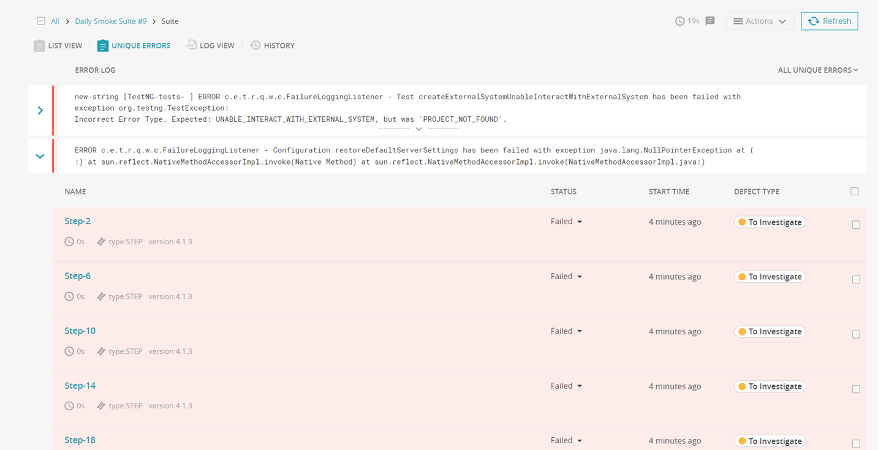 All > Daily Smoke Suite #9 > Suite 19s Actions Refresh
LIST VIEW UNIQUE ERRORS LOG VIEW HISTORY
ERROR LOG ALL UNIQUE ERRORS
new-string [TestNG-tests- ] ERROR c.e.t.r.q.w.c.FailureLoggingListener - Test createExternalSystemUnableInteractWithExternalSystem has been failed with
exception org.testng.TestException:
Incorrect Error Type. Expected: UNABLE_INTERACT_WITH_EXTERNAL_SYSTEM, but was 'PROJECT_NOT_FOUND'.
ERROR c.e.t.r.q.w.c.FailureLoggingListener - Configuration restoreDefaultServerSettings has been failed with exception java.lang.NullPointerException at (
:) at sun.reflect.NativeMethodAccessorImpl.invoke(Native Method) at sun.reflect.NativeMethodAccessorImpl.invoke(NativeMethodAccessorImpl.java:)
NAME STATUS START TIME DEFECT TYPE
Step-2 Failed 4 minutes ago To Investigate
0s type:STEP version:4.1.3
Step-6 Failed 4 minutes ago To Investigate
0s type:STEP version:4.1.3
Step-10 Failed 4 minutes ago To Investigate
0s type:STEP version:4.1.3
Step-14 Failed 4 minutes ago To Investigate
0s type:STEP version:4.1.3
Step-18 Failed 4 minutes ago To Investigate